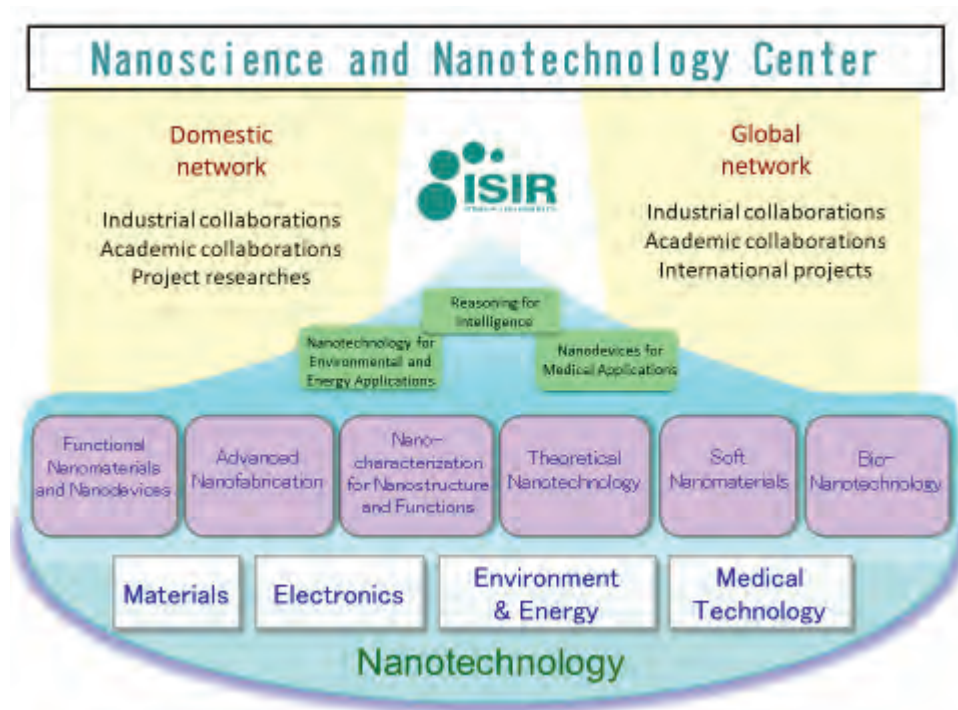 Nanoscience and Nanotechnology Center
Domestic
network
Industrial collaborations
Academic collaborations
Project researches
ISIR
Global
network
Industrial collaborations
Academic collaborations
International projects
Reasoning for
Intelligence
Nanotechnology for
Environmental and
Energy Applications
Nanodevices for
Medical Applications
Functional
Nanomaterials
and Nanodevices
Advanced
Nanofabrication
Nano-
characterization
for Nanostructure
and Functions
Theoretical
Nanotechnology
Soft
Nanomaterials
Bio-
Nanotechnology
Materials
Electronics
Environment
& Energy
Medical
Technology
Nanotechnology